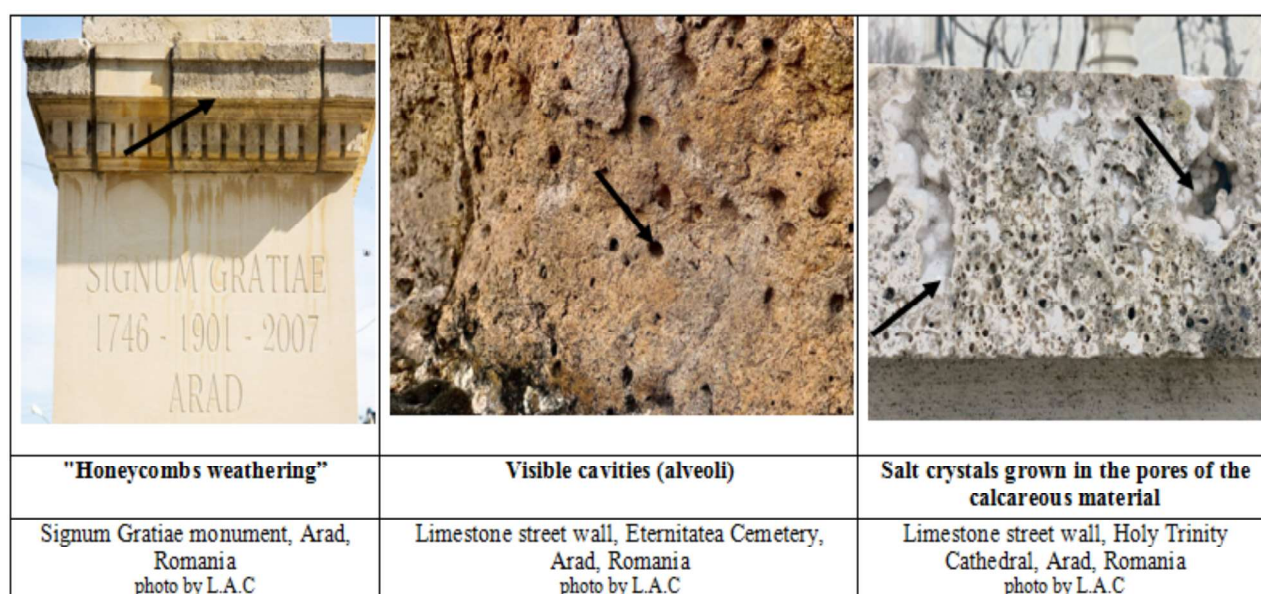 SIGNUM GRATIAE
1746 - 1901 - 2007
ARAD
"Honeycombs weathering”
Visible cavities (alveoli)
Salt crystals grown in the pores of the
calcareous material
Signum Gratiae monument, Arad,
Romania
photo by L.A.C
Limestone street wall, Eternitatea Cemetery,
Arad, Romania
photo by L.A.C
Limestone street wall, Holy Trinity
Cathedral, Arad, Romania
photo by L.A.C